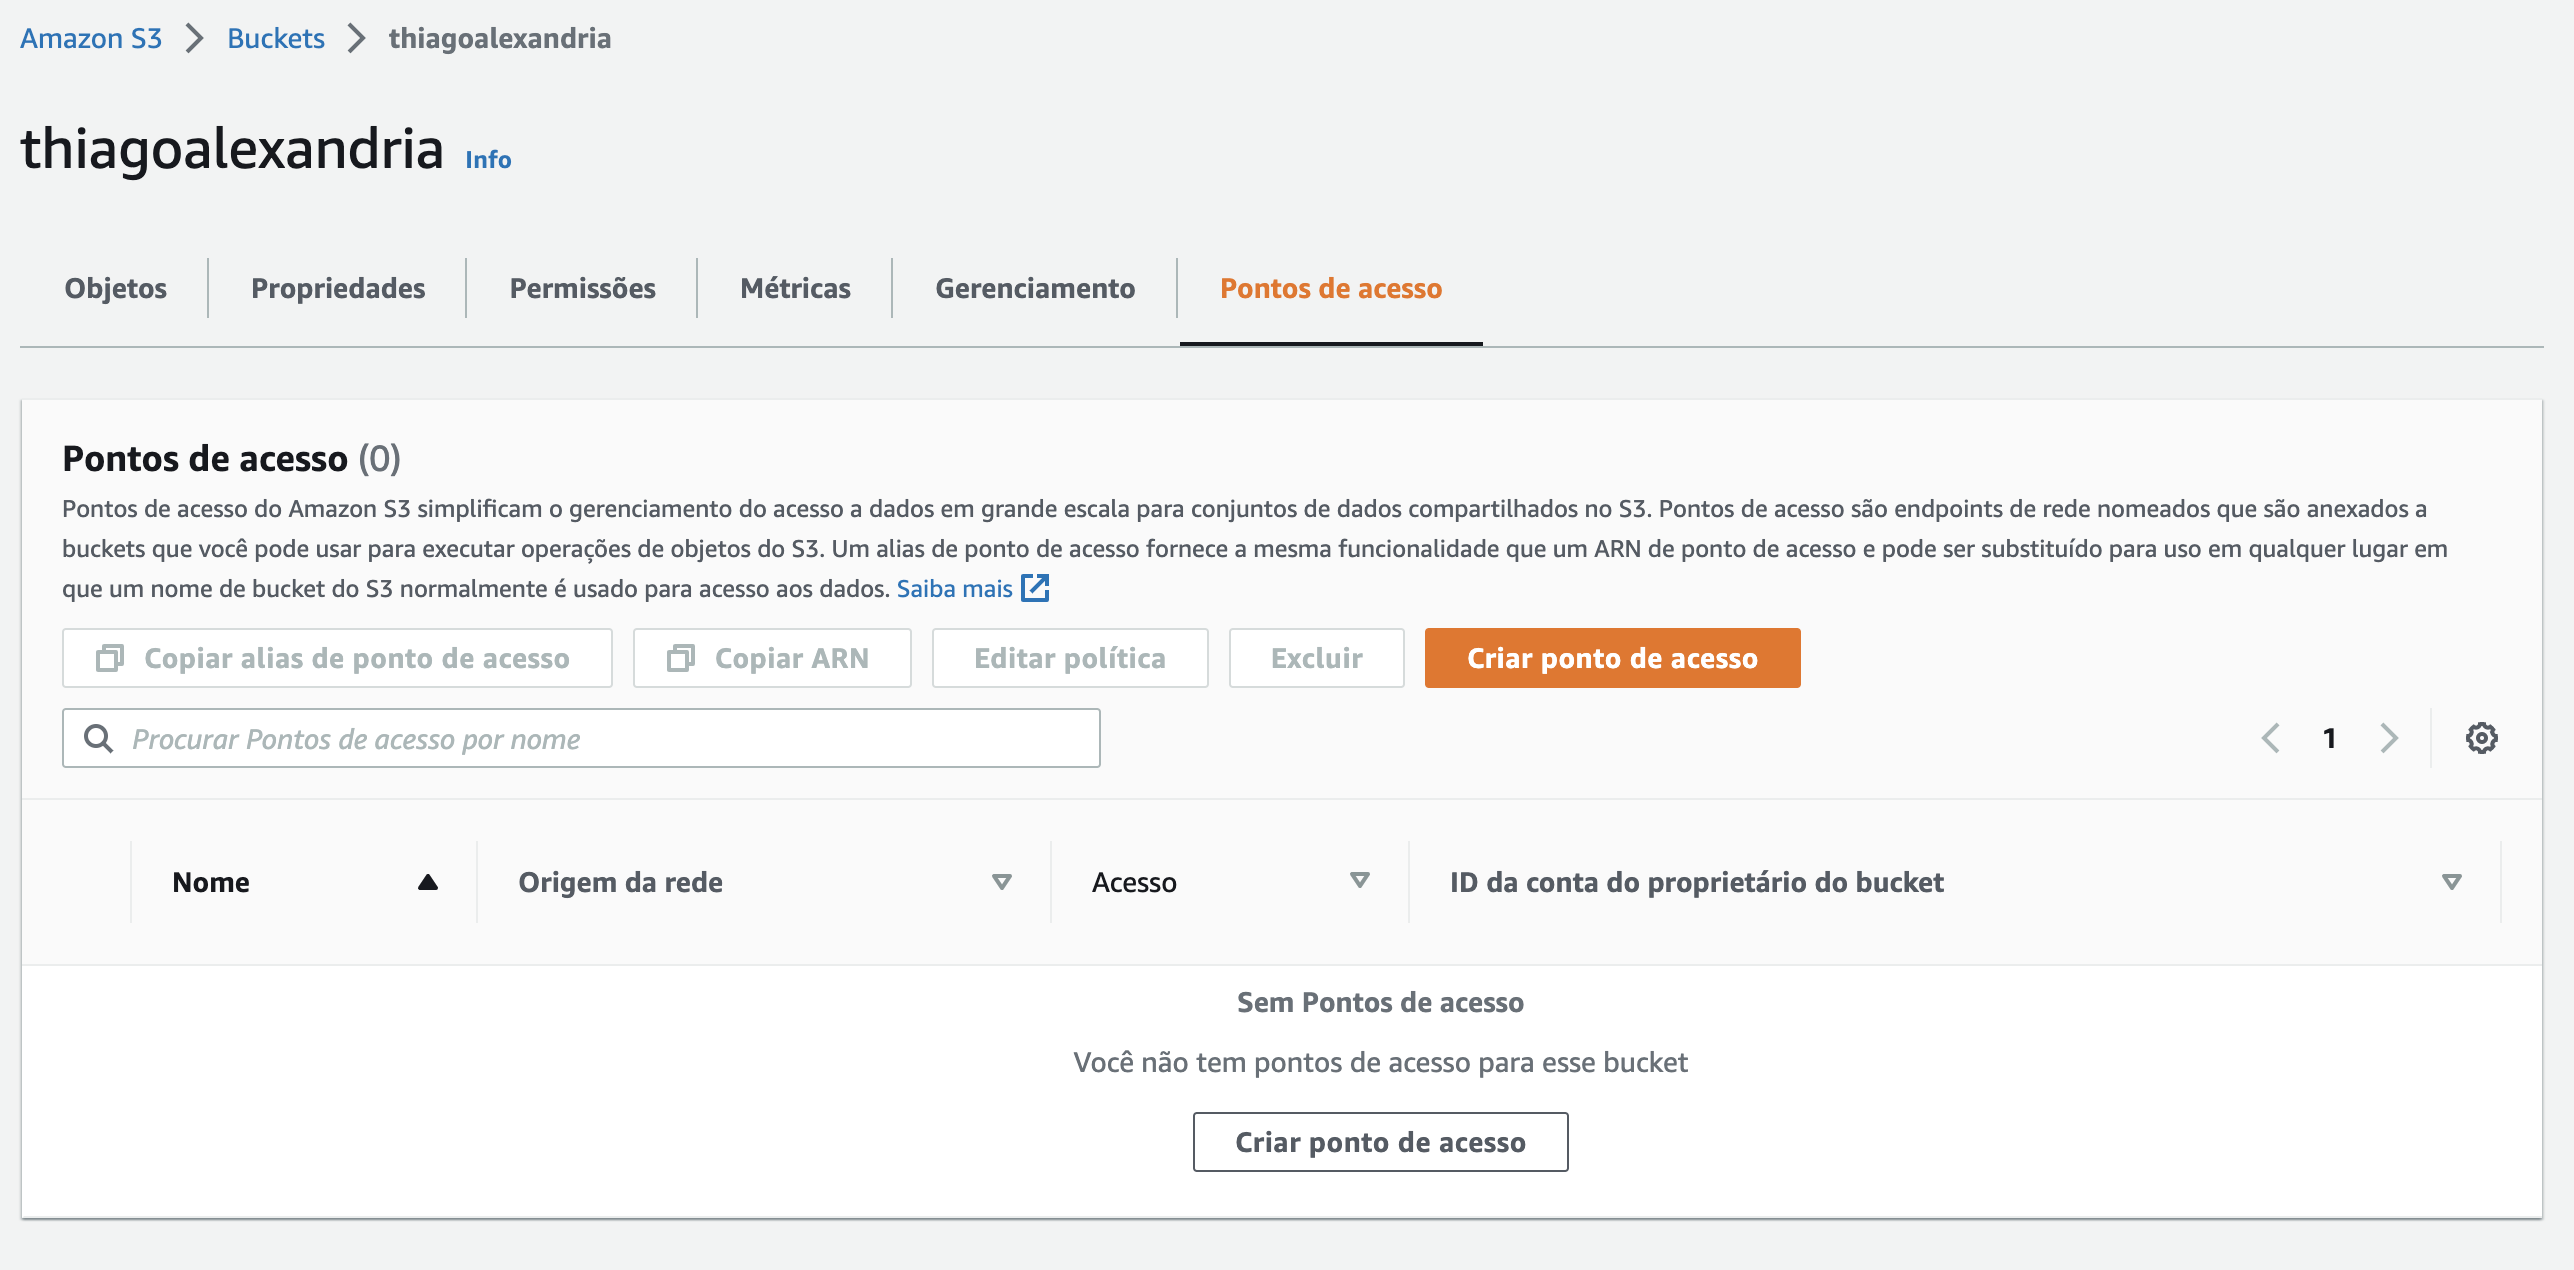 Amazon S3 > Buckets > thiagoalexandria
thiagoalexandria Info
Objetos Propriedades Permissões Métricas Gerenciamento Pontos de acesso
Pontos de acesso (0)
Pontos de acesso do Amazon S3 simplificam o gerenciamento do acesso a dados em grande escala para conjuntos de dados compartilhados no S3. Pontos de acesso são endpoints de rede nomeados que são anexados a
buckets que você pode usar para executar operações de objetos do S3. Um alias de ponto de acesso fornece a mesma funcionalidade que um ARN de ponto de acesso e pode ser substituído para uso em qualquer lugar em
que um nome de bucket do S3 normalmente é usado para acesso aos dados. Saiba mais
Copiar alias de ponto de acesso Copiar ARN Editar política Excluir Criar ponto de acesso
Procurar Pontos de acesso por nome 1
Nome Origem da rede Acesso ID da conta do proprietário do bucket
Sem Pontos de acesso
Você não tem pontos de acesso para esse bucket
Criar ponto de acesso